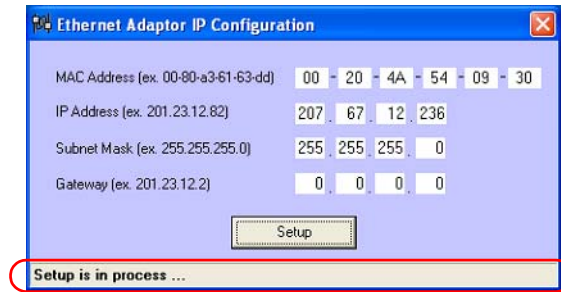 Ethernet Adaptor IP Configuration
MAC Address (ex. 00-80-a3-61-63-dd) 00 - 20 - 4A - 54 - 09 - 30
IP Address (ex. 201.23.12.82) 207 . 67 . 12 . 236
Subnet Mask (ex. 255.255.255.0) 255 . 255 . 255 . 0
Gateway (ex. 201.23.12.2) 0 . 0 . 0 . 0
Setup
Setup is in process ...